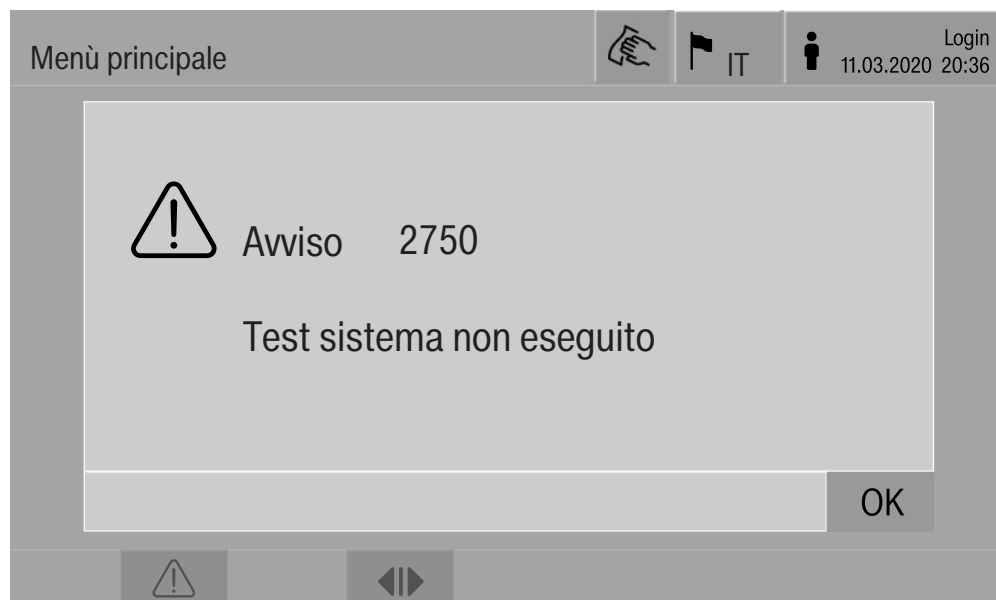 Menù principale
IT
Login
11.03.2020 20:36
Avviso 2750
Test sistema non eseguito
OK